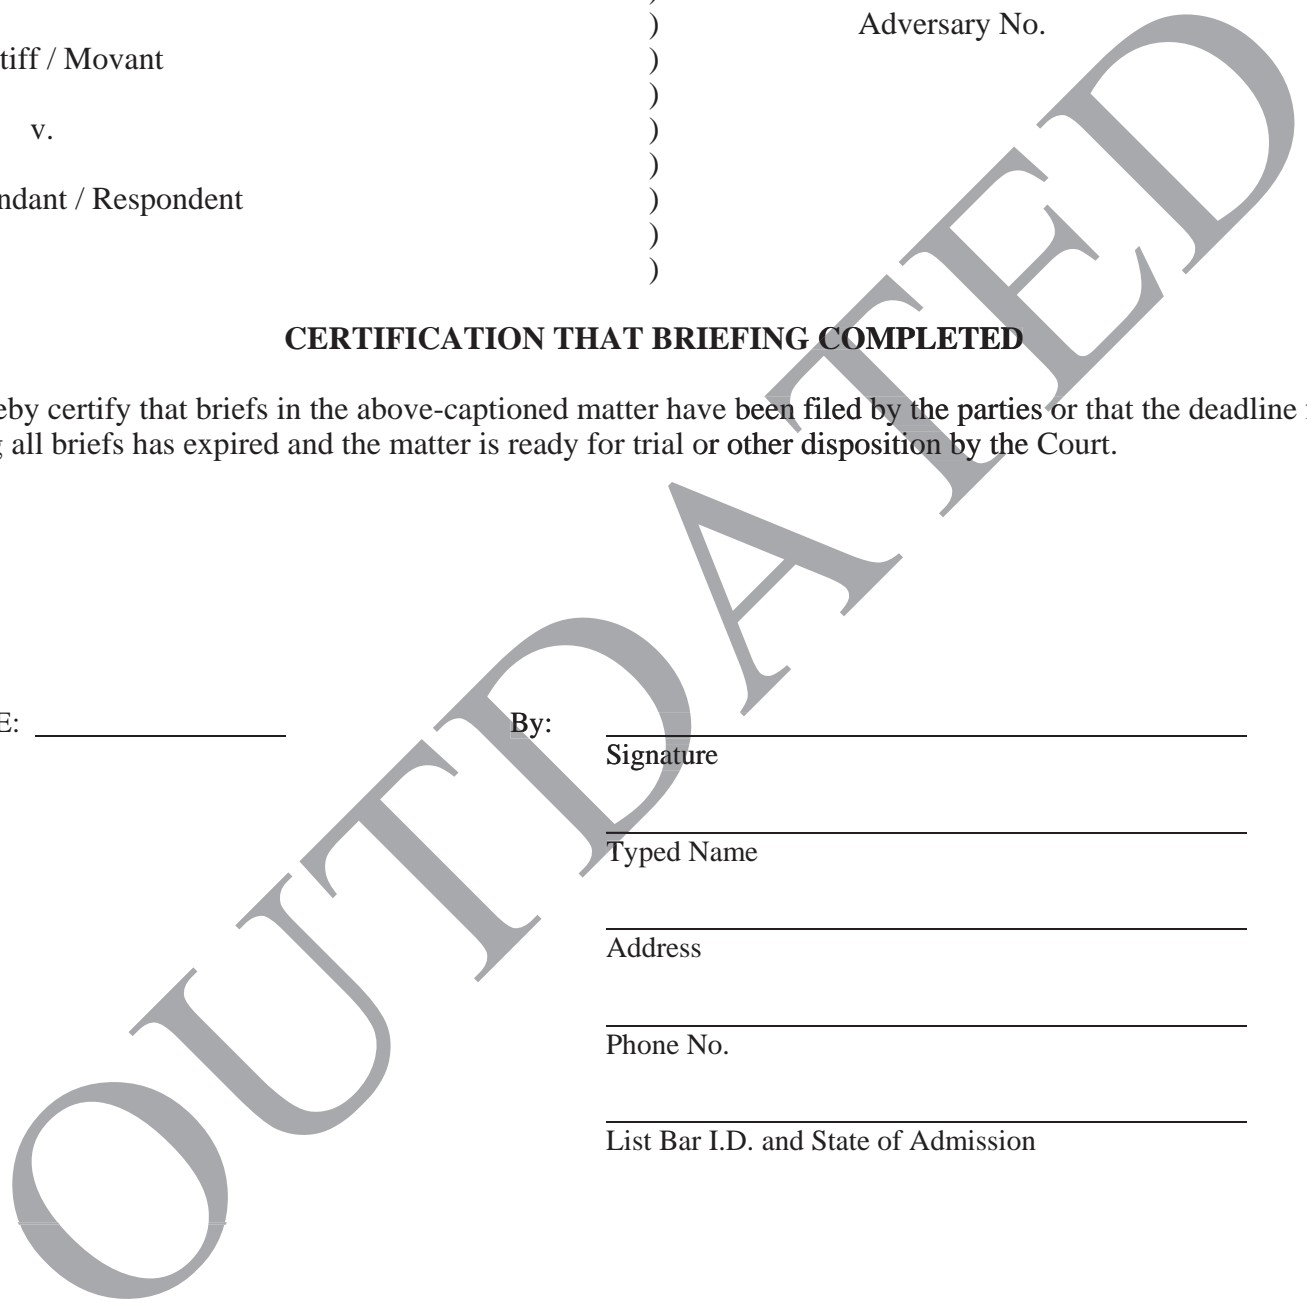 ) Adversary No.
tiff / Movant )
)
v. )
)
ndant / Respondent )
)
)
CERTIFICATION THAT BRIEFING COMPLETED
eby certify that briefs in the above-captioned matter have been filed by the parties or that the deadline
all briefs has expired and the matter is ready for trial or other disposition by the Court.
E: By:
Signature
Typed Name
Address
Phone No.
List Bar I.D. and State of Admission
OUTDATED